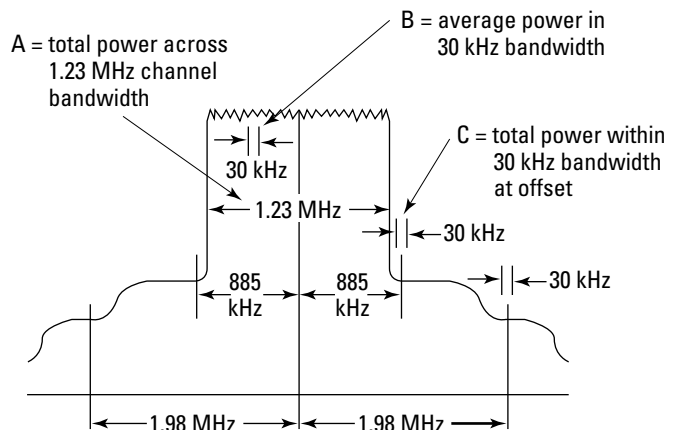 A = total power across
1.23 MHz channel
bandwidth
B = average power in
30 kHz bandwidth
C = total power within
30 kHz bandwidth
at offset
30 kHz
1.23 MHz
30 kHz
885
kHz
885
kHz
30 kHz
1.98 MHz
1.98 MHz